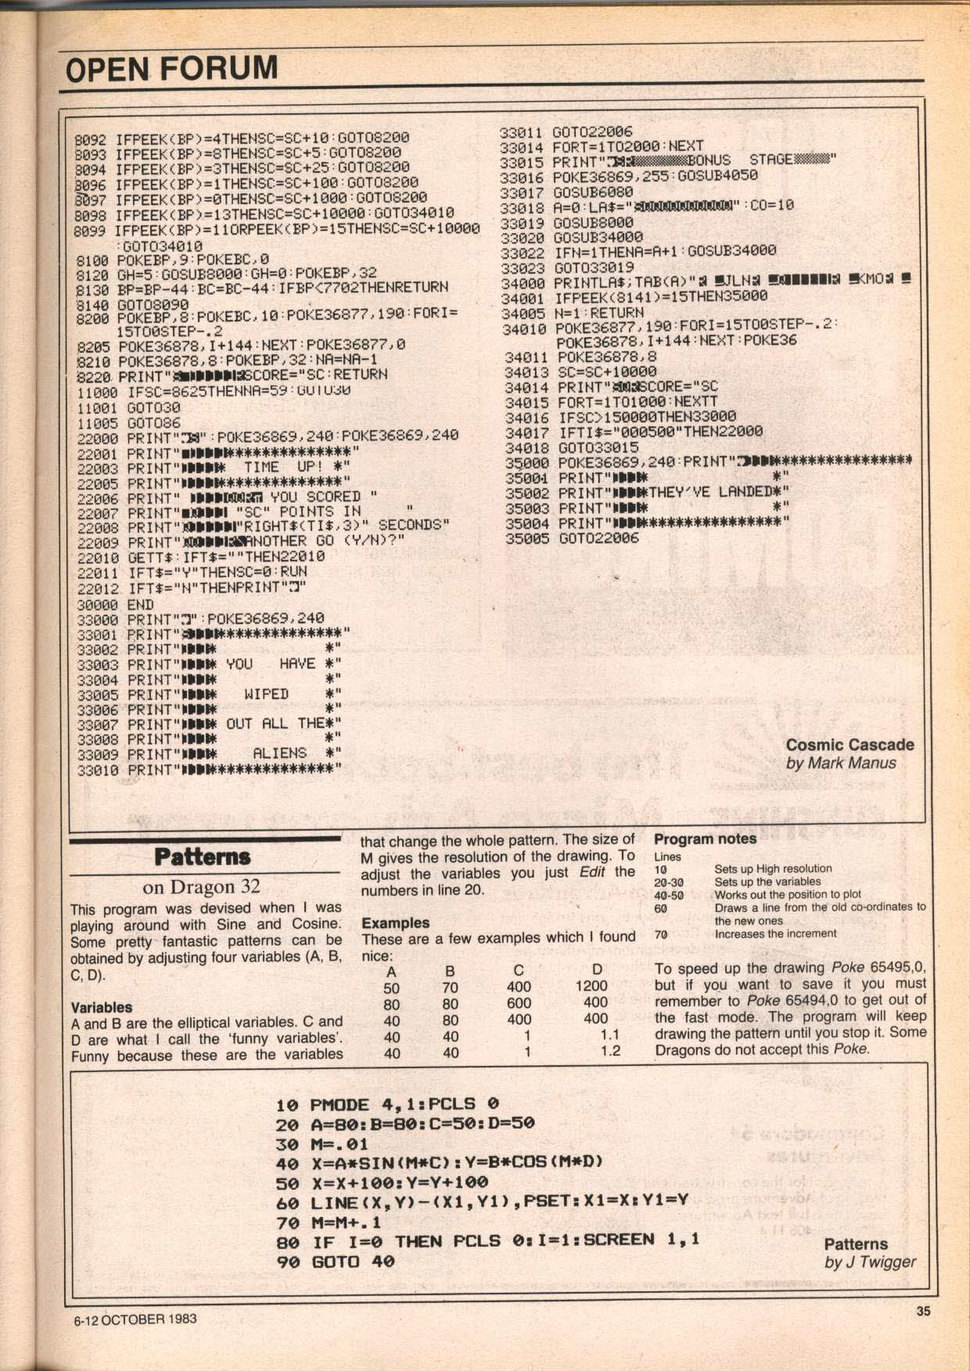 OPEN FORUM
8092 IFPEEK(BP)=4THENSC=SC+10:GOTO8200
8093 IFPEEK(BP)=8THENSC=SC+5:GOTO8200
8094 IFPEEK(BP)=3THENSC=SC+25:GOTO8200
8096 IFPEEK(BP)=1THENSC=SC+100:GOTO8200
8097 IFPEEK(BP)=0THENSC=SC+1000:GOTO8200
8098 IFPEEK(BP)=13THENSC=SC+10000:GOTO34010
8099 IFPEEK(BP)=11ORPEEK(BP)=15THENSC=SC+10000
:GOTO34010
8100 POKEBP,9:POKEBC,0
8120 GH=5:GOSUB8000:GH=0:POKEBP,32
8130 BP=BP-44:BC=BC-44:IFBP<7702THENRETURN
8140 GOTO8090
8200 POKEBP,8:POKEBC,10:POKE36877,190:FORI=
15TO0STEP-.2
8205 POKE36878,I+144:NEXT:POKE36877,0
8210 POKE36878,8:POKEBP,32:NA=NA-1
8220 PRINT"SCORE="SC:RETURN
11000 IFSC=8625THENNA=59:GOTO30
11001 GOTO30
11005 GOTO86
22000 PRINT"":POKE36869,240:POKE36869,240
22001 PRINT"****************"
22003 PRINT"* TIME UP! *"
22005 PRINT"****************"
22006 PRINT" YOU SCORED "
22007 PRINT" "SC" POINTS IN "
22008 PRINT""RIGHT$(TI$,3)" SECONDS"
22009 PRINT"ANOTHER GO (Y/N)?"
22010 GETT$:IFT$=""THEN22010
22011 IFT$="Y"THENSC=0:RUN
22012 IFT$="N"THENPRINT""
30000 END
33000 PRINT"":POKE36869,240
33001 PRINT"**************"
33002 PRINT"* *"
33003 PRINT"* YOU HAVE *"
33004 PRINT"* *"
33005 PRINT"* WIPED *"
33006 PRINT"* *"
33007 PRINT"* OUT ALL THE*"
33008 PRINT"* *"
33009 PRINT"* ALIENS *"
33010 PRINT"**************"
33011 GOTO22006
33014 FORT=1TO2000:NEXT
33015 PRINT"BONUS STAGE"
33016 POKE36869,255:GOSUB4050
33017 GOSUB6080
33018 A=0:LA$="":CO=10
33019 GOSUB8000
33020 GOSUB34000
33022 IFN=1THENA=A+1:GOSUB34000
33023 GOTO33019
34000 PRINTLA$;TAB(A)" JLN KMO
34001 IFPEEK(8141)=15THEN35000
34005 N=1:RETURN
34010 POKE36877,190:FORI=15TO0STEP-.2:
POKE36878,I+144:NEXT:POKE36
34011 POKE36878,8
34013 SC=SC+10000
34014 PRINT"SCORE="SC
34015 FORT=1TO1000:NEXTT
34016 IFSC>150000THEN33000
34017 IFTI$="000500"THEN22000
34018 GOTO33015
35000 POKE36869,240:PRINT"****************
35001 PRINT"* *"
35002 PRINT"*THEY'VE LANDED*"
35003 PRINT"* *"
35004 PRINT"****************"
35005 GOTO22006
Cosmic Cascade
by Mark Manus
Patterns
on Dragon 32
This program was devised when I was
playing around with Sine and Cosine.
Some pretty fantastic patterns can be
obtained by adjusting four variables (A, B,
C, D).
Variables
A and B are the elliptical variables. C and
D are what I call the 'funny variables'.
Funny because these are the variables
that change the whole pattern. The size of
M gives the resolution of the drawing. To
adjust the variables you just Edit the
numbers in line 20.
Examples
These are a few examples which I found
nice:
A B C D
50 70 400 1200
80 80 600 400
40 80 400 400
40 40 1 1.1
40 40 1 1.2
Program notes
Lines
10 Sets up High resolution
20-30 Sets up the variables
40-50 Works out the position to plot
60 Draws a line from the old co-ordinates to
the new ones
70 Increases the increment
To speed up the drawing Poke 65495,0,
but if you want to save it you must
remember to Poke 65494,0 to get out of
the fast mode. The program will keep
drawing the pattern until you stop it. Some
Dragons do not accept this Poke.
10 PMODE 4,1:PCLS 0
20 A=80:B=80:C=50:D=50
30 M=.01
40 X=A*SIN(M*C):Y=B*COS(M*D)
50 X=X+100:Y=Y+100
60 LINE(X,Y)-(X1,Y1),PSET:X1=X:Y1=Y
70 M=M+.1
80 IF I=0 THEN PCLS 0:I=1:SCREEN 1,1
90 GOTO 40
Patterns
by J Twigger
6-12 OCTOBER 1983
35